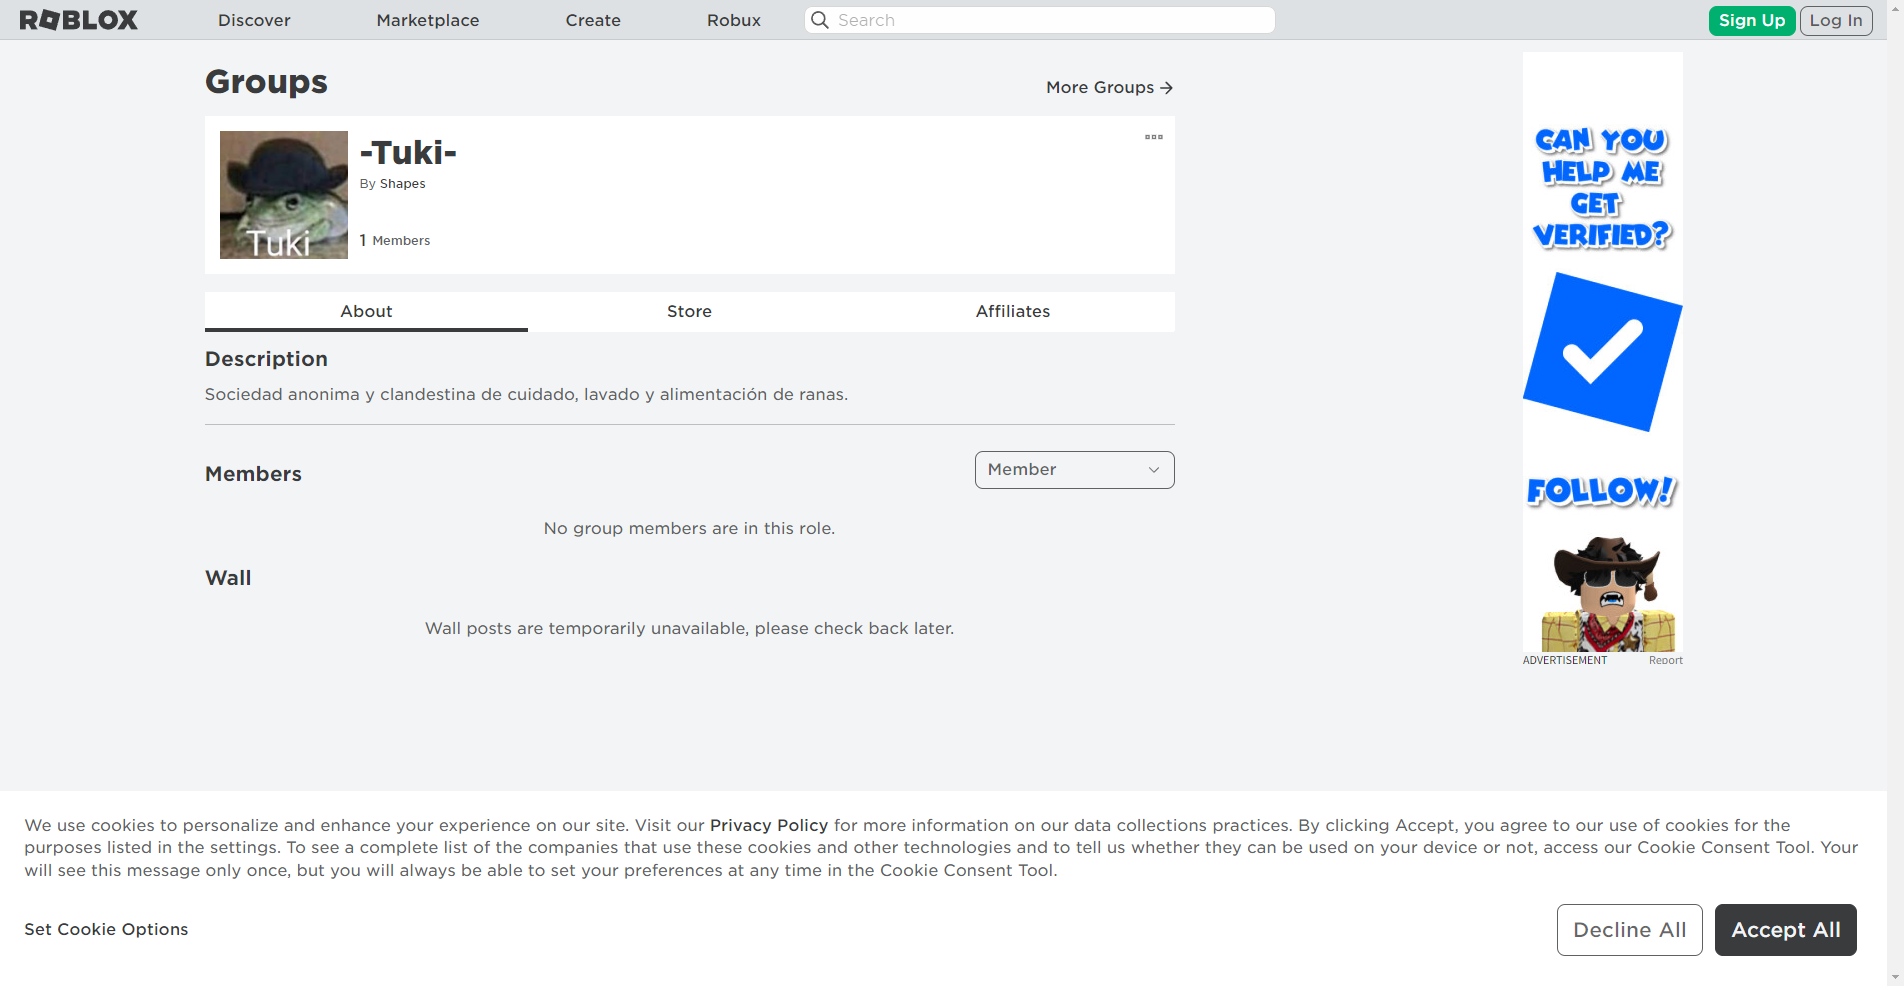 ROBLOX Discover Marketplace Create Robux Search Sign Up Log In
Groups
More Groups
Tuki
-Tuki-
By Shapes
1 Members
About Store Affiliates
Description
Sociedad anonima y clandestina de cuidado, lavado y alimentación de ranas.
Members
Member
No group members are in this role.
Wall
Wall posts are temporarily unavailable, please check back later.
CAN YOU
HELP ME
GET
VERIFIED?
FOLLOW!
ADVERTISEMENT Report
We use cookies to personalize and enhance your experience on our site. Visit our Privacy Policy for more information on our data collections practices. By clicking Accept, you agree to our use of cookies for the
purposes listed in the settings. To see a complete list of the companies that use these cookies and other technologies and to tell us whether they can be used on your device or not, access our Cookie Consent Tool. Your
will see this message only once, but you will always be able to set your preferences at any time in the Cookie Consent Tool.
Set Cookie Options
Decline All
Accept All